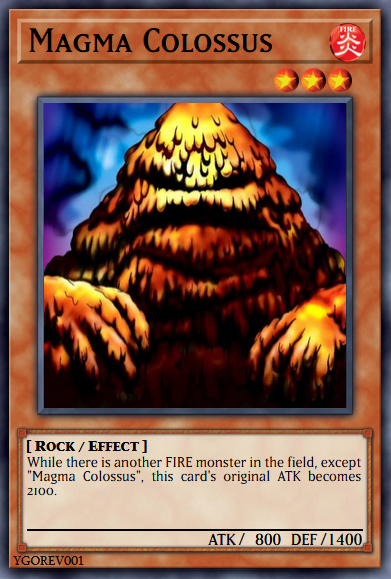 Magma Colossus
FIRE
炎
[ Rock / Effect ]
While there is another FIRE monster in the field, except
"Magma Colossus", this card's original ATK becomes
2100.
ATK / 800 DEF /1400
YGOREV001